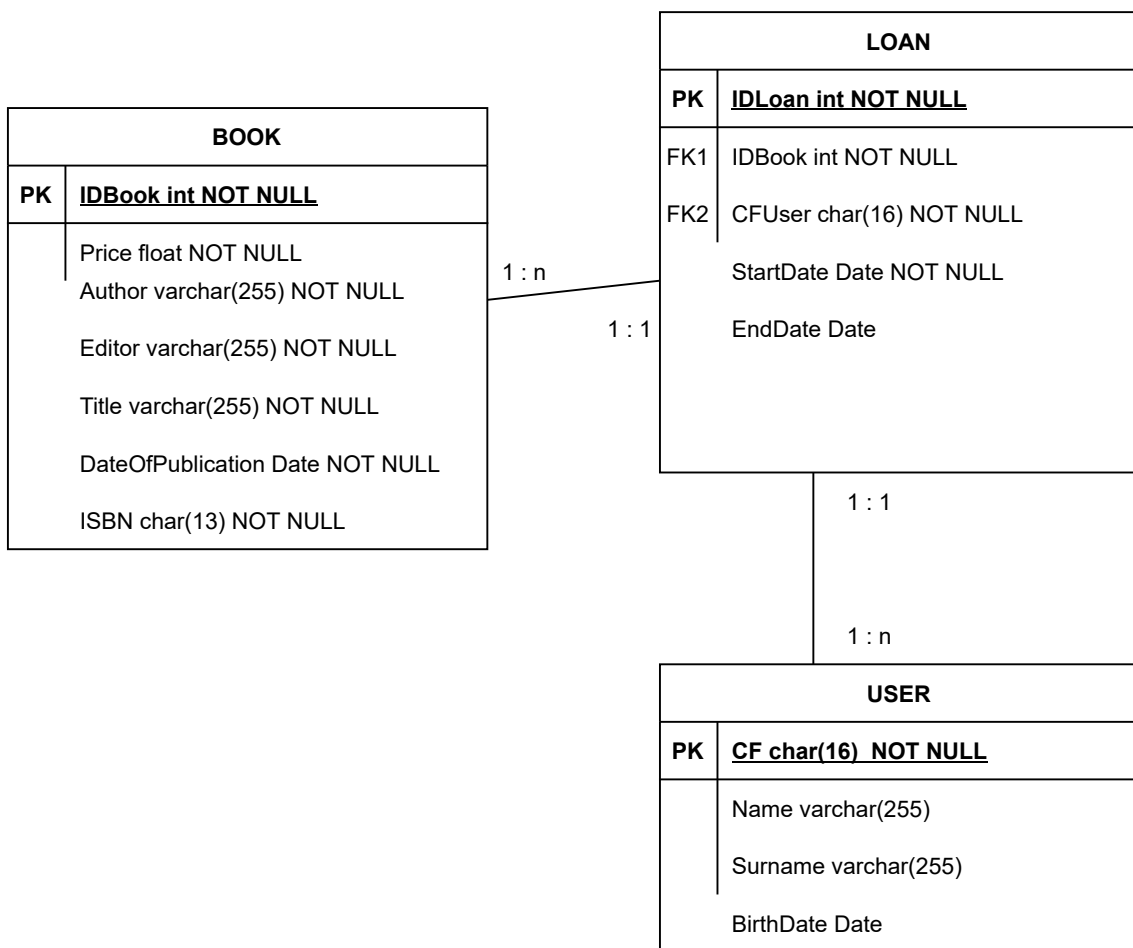 LOAN
PK IDLoan int NOT NULL
FK1 IDBook int NOT NULL
FK2 CFUser char(16) NOT NULL
StartDate Date NOT NULL
EndDate Date
BOOK
PK IDBook int NOT NULL
Price float NOT NULL
Author varchar(255) NOT NULL
Editor varchar(255) NOT NULL
Title varchar(255) NOT NULL
DateOfPublication Date NOT NULL
ISBN char(13) NOT NULL
1 : n
1 : 1
1 : 1
1 : n
USER
PK CF char(16) NOT NULL
Name varchar(255)
Surname varchar(255)
BirthDate Date